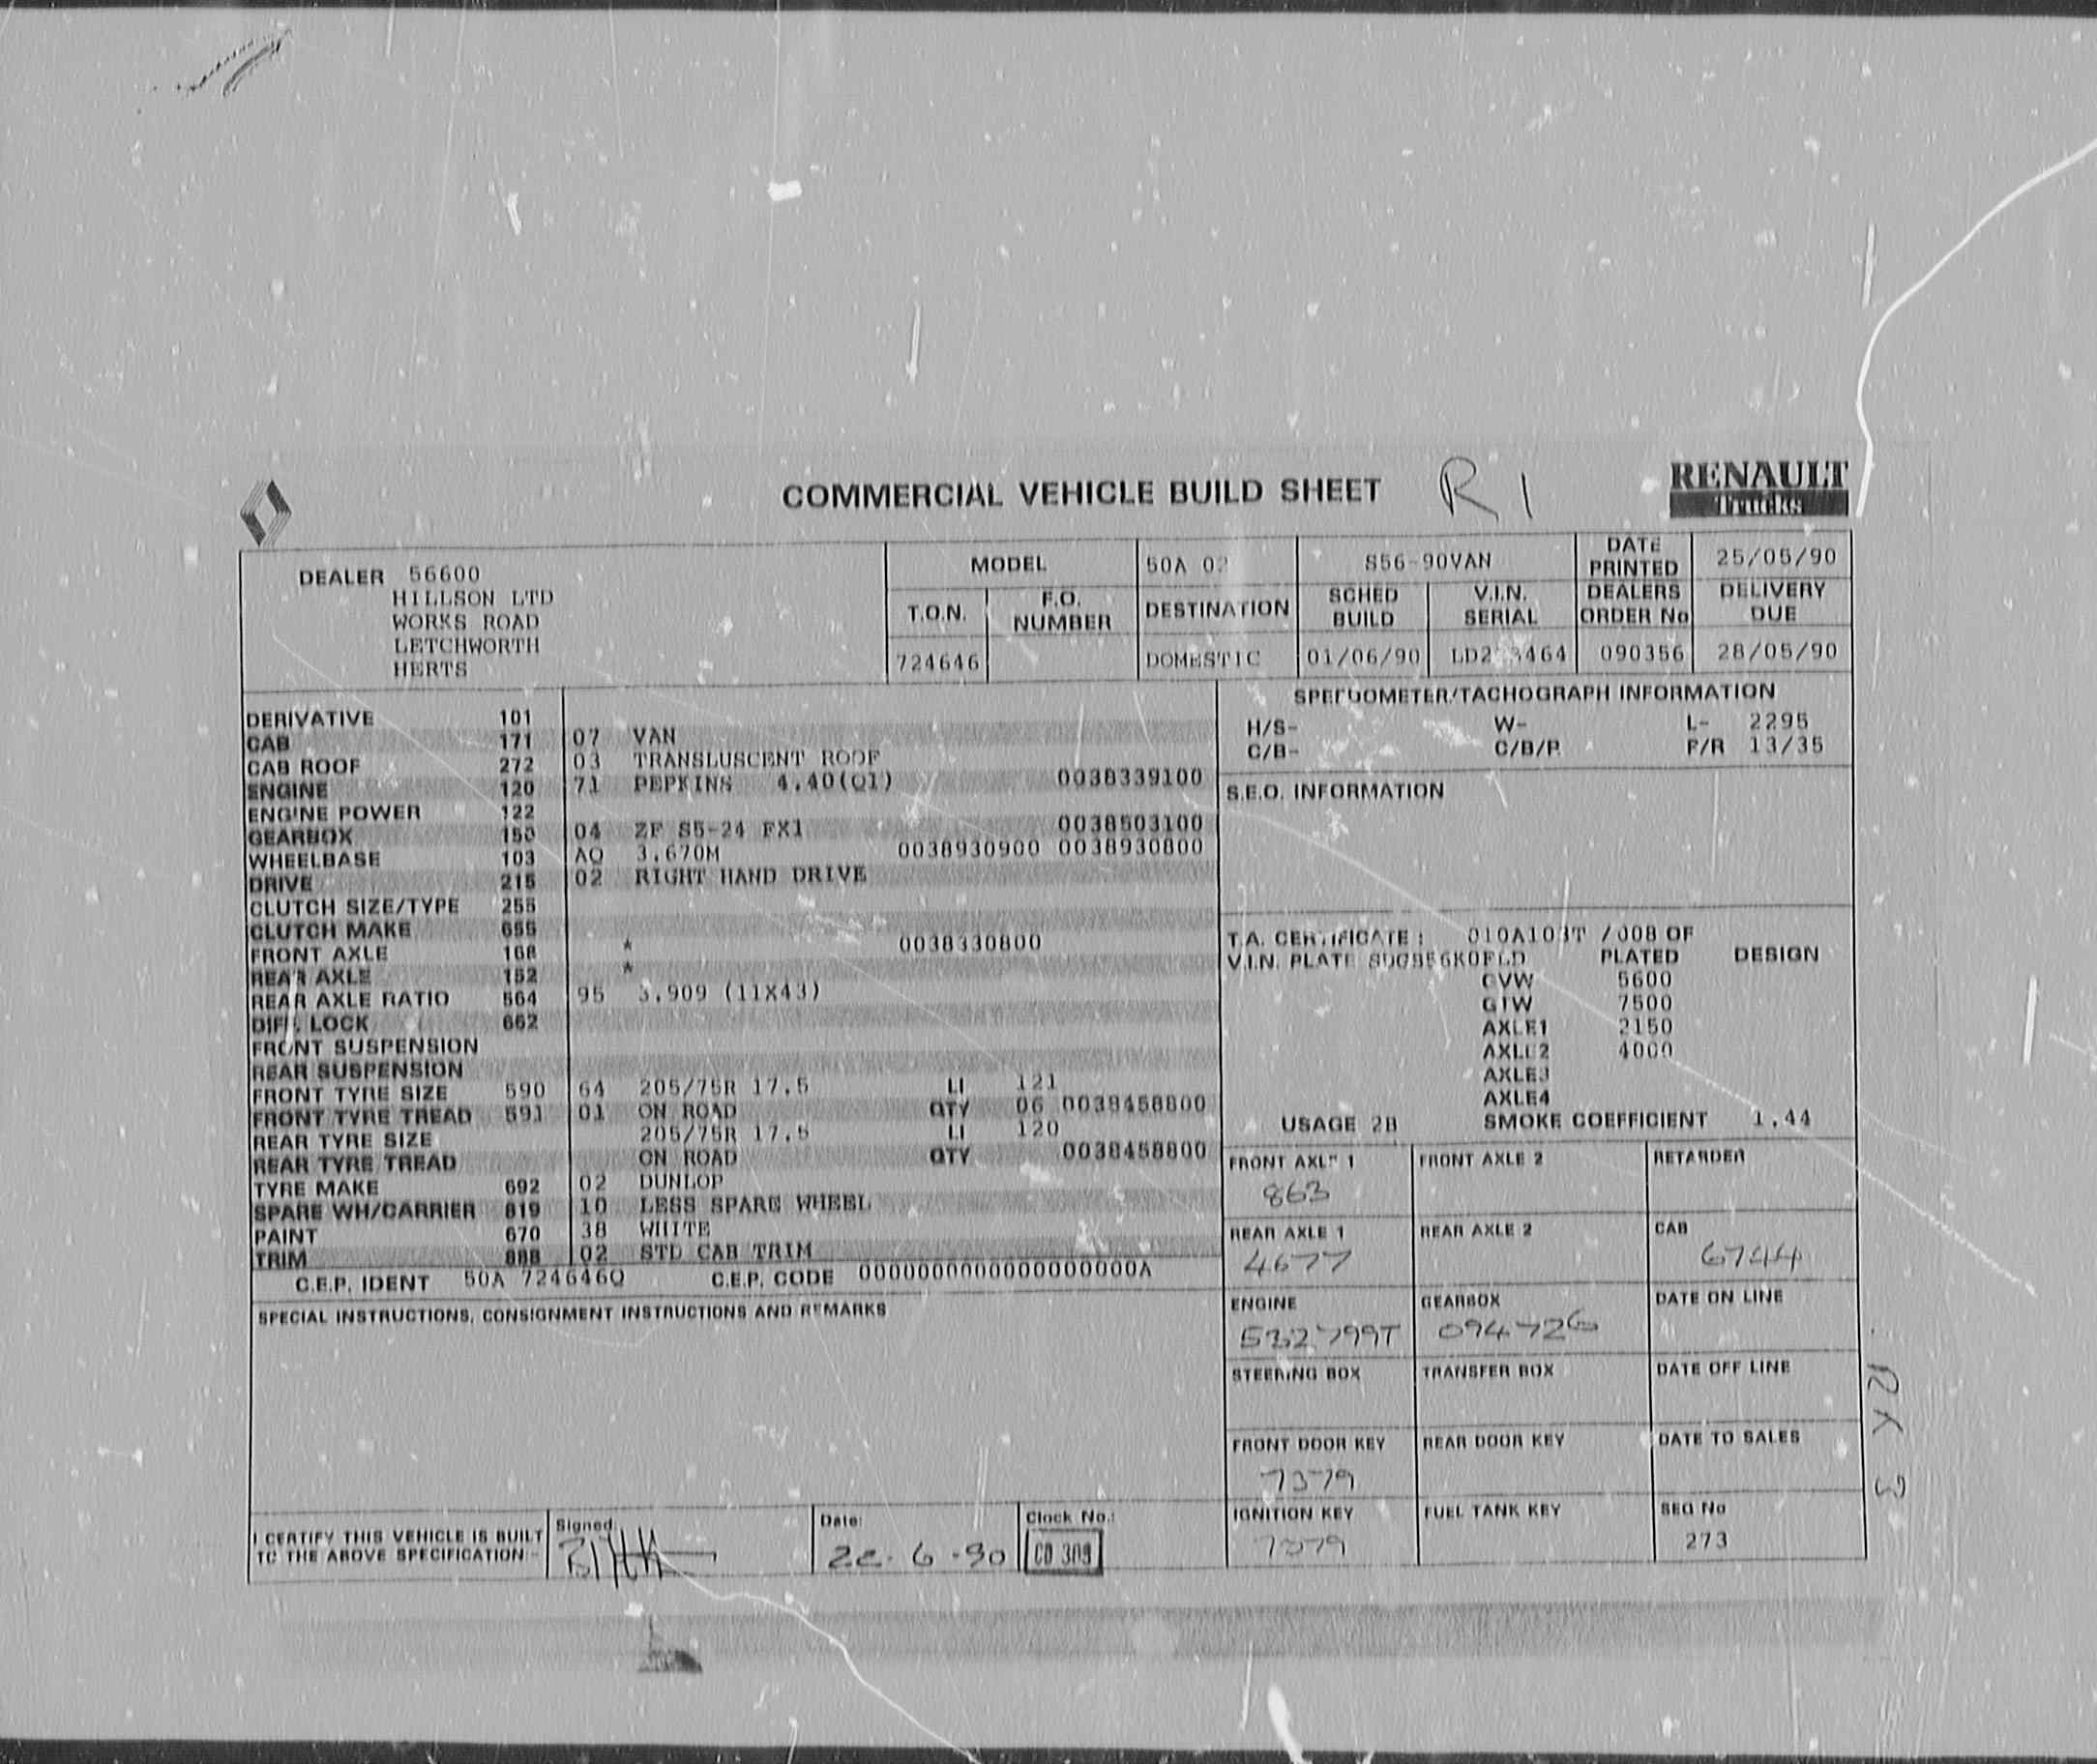 COMMERCIAL VEHICLE BUILD SHEET R 1
RENAULT
Trucks
DEALER 56600
HILLSON LTD
WORKS ROAD
LETCHWORTH
HERTS
MODEL 50A 02 S56-90VAN
DATE PRINTED 25/05/90
T.O.N. F.O. NUMBER DESTINATION SCHED BUILD V.I.N. SERIAL DEALERS ORDER No DELIVERY DUE
724646 DOMESTIC 01/06/90 090356 28/05/90
DERIVATIVE 101
CAB 171 07 VAN
CAB ROOF 272 03 TRANSLUSCENT ROOF
ENGINE 120 71 PEPKINS 4.40(Q1) 0038339100
ENGINE POWER 122
GEARBOX 150 04 ZF S5-24 FX1 0038503100
WHEELBASE 103 AQ 3.670M 0038930900 0038930800
DRIVE 215 02 RIGHT HAND DRIVE
CLUTCH SIZE/TYPE 255
CLUTCH MAKE 655
FRONT AXLE 168 * 0038330800
REAR AXLE 152 *
REAR AXLE RATIO 564 95 3.909 (11X43)
DIFF. LOCK 662
FRONT SUSPENSION
REAR SUSPENSION
FRONT TYRE SIZE 590 64 205/75R 17.5 LI 121
FRONT TYRE TREAD 591 01 ON ROAD QTY 06 0038458800
REAR TYRE SIZE 205/75R 17.5 LI 120
REAR TYRE TREAD ON ROAD QTY 0038458800
TYRE MAKE 692 02 DUNLOP
SPARE WH/CARRIER 819 10 LESS SPARE WHEEL
PAINT 670 38 WHITE
TRIM 888 02 STD CAB TRIM
C.E.P. IDENT 50A 724646Q C.E.P. CODE 00000000000000000000A
SPECIAL INSTRUCTIONS, CONSIGNMENT INSTRUCTIONS AND REMARKS
SPEEDOMETER/TACHOGRAPH INFORMATION
H/S- W- L- 2295
C/B- C/B/P. F/R 13/35
S.E.O. INFORMATION
T.A. CERTIFICATE : 010A103T /008 OF
V.I.N. PLATE PLATED DESIGN
GVW 5600
GTW 7500
AXLE1 2150
AXLE2 4000
AXLE3
AXLE4
USAGE 2B SMOKE COEFFICIENT 1.44
FRONT AXLE 1 FRONT AXLE 2 RETARDER
863
REAR AXLE 1 REAR AXLE 2 CAB
4677 6744
ENGINE GEARBOX DATE ON LINE
532799T 094726
STEERING BOX TRANSFER BOX DATE OFF LINE
FRONT DOOR KEY REAR DOOR KEY DATE TO SALES
7379
IGNITION KEY FUEL TANK KEY SEQ No
7379 273
I CERTIFY THIS VEHICLE IS BUILT
TO THE ABOVE SPECIFICATION:-
Signed:
Date:
Clock No.:
CD 309
RK 3